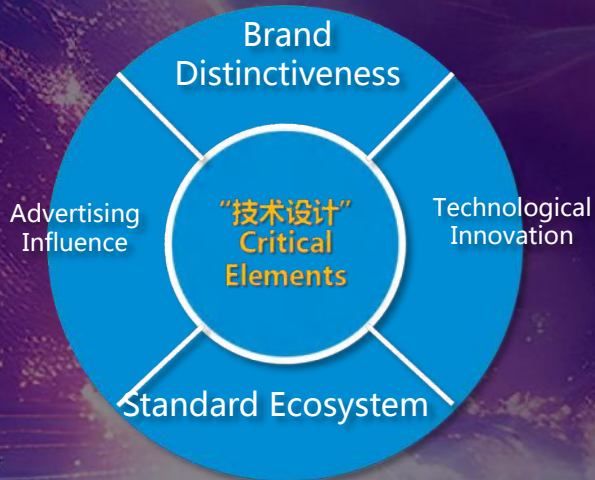 Brand
Distinctiveness
Advertising
Influence
“技术设计”
Critical
Elements
Technological
Innovation
Standard Ecosystem